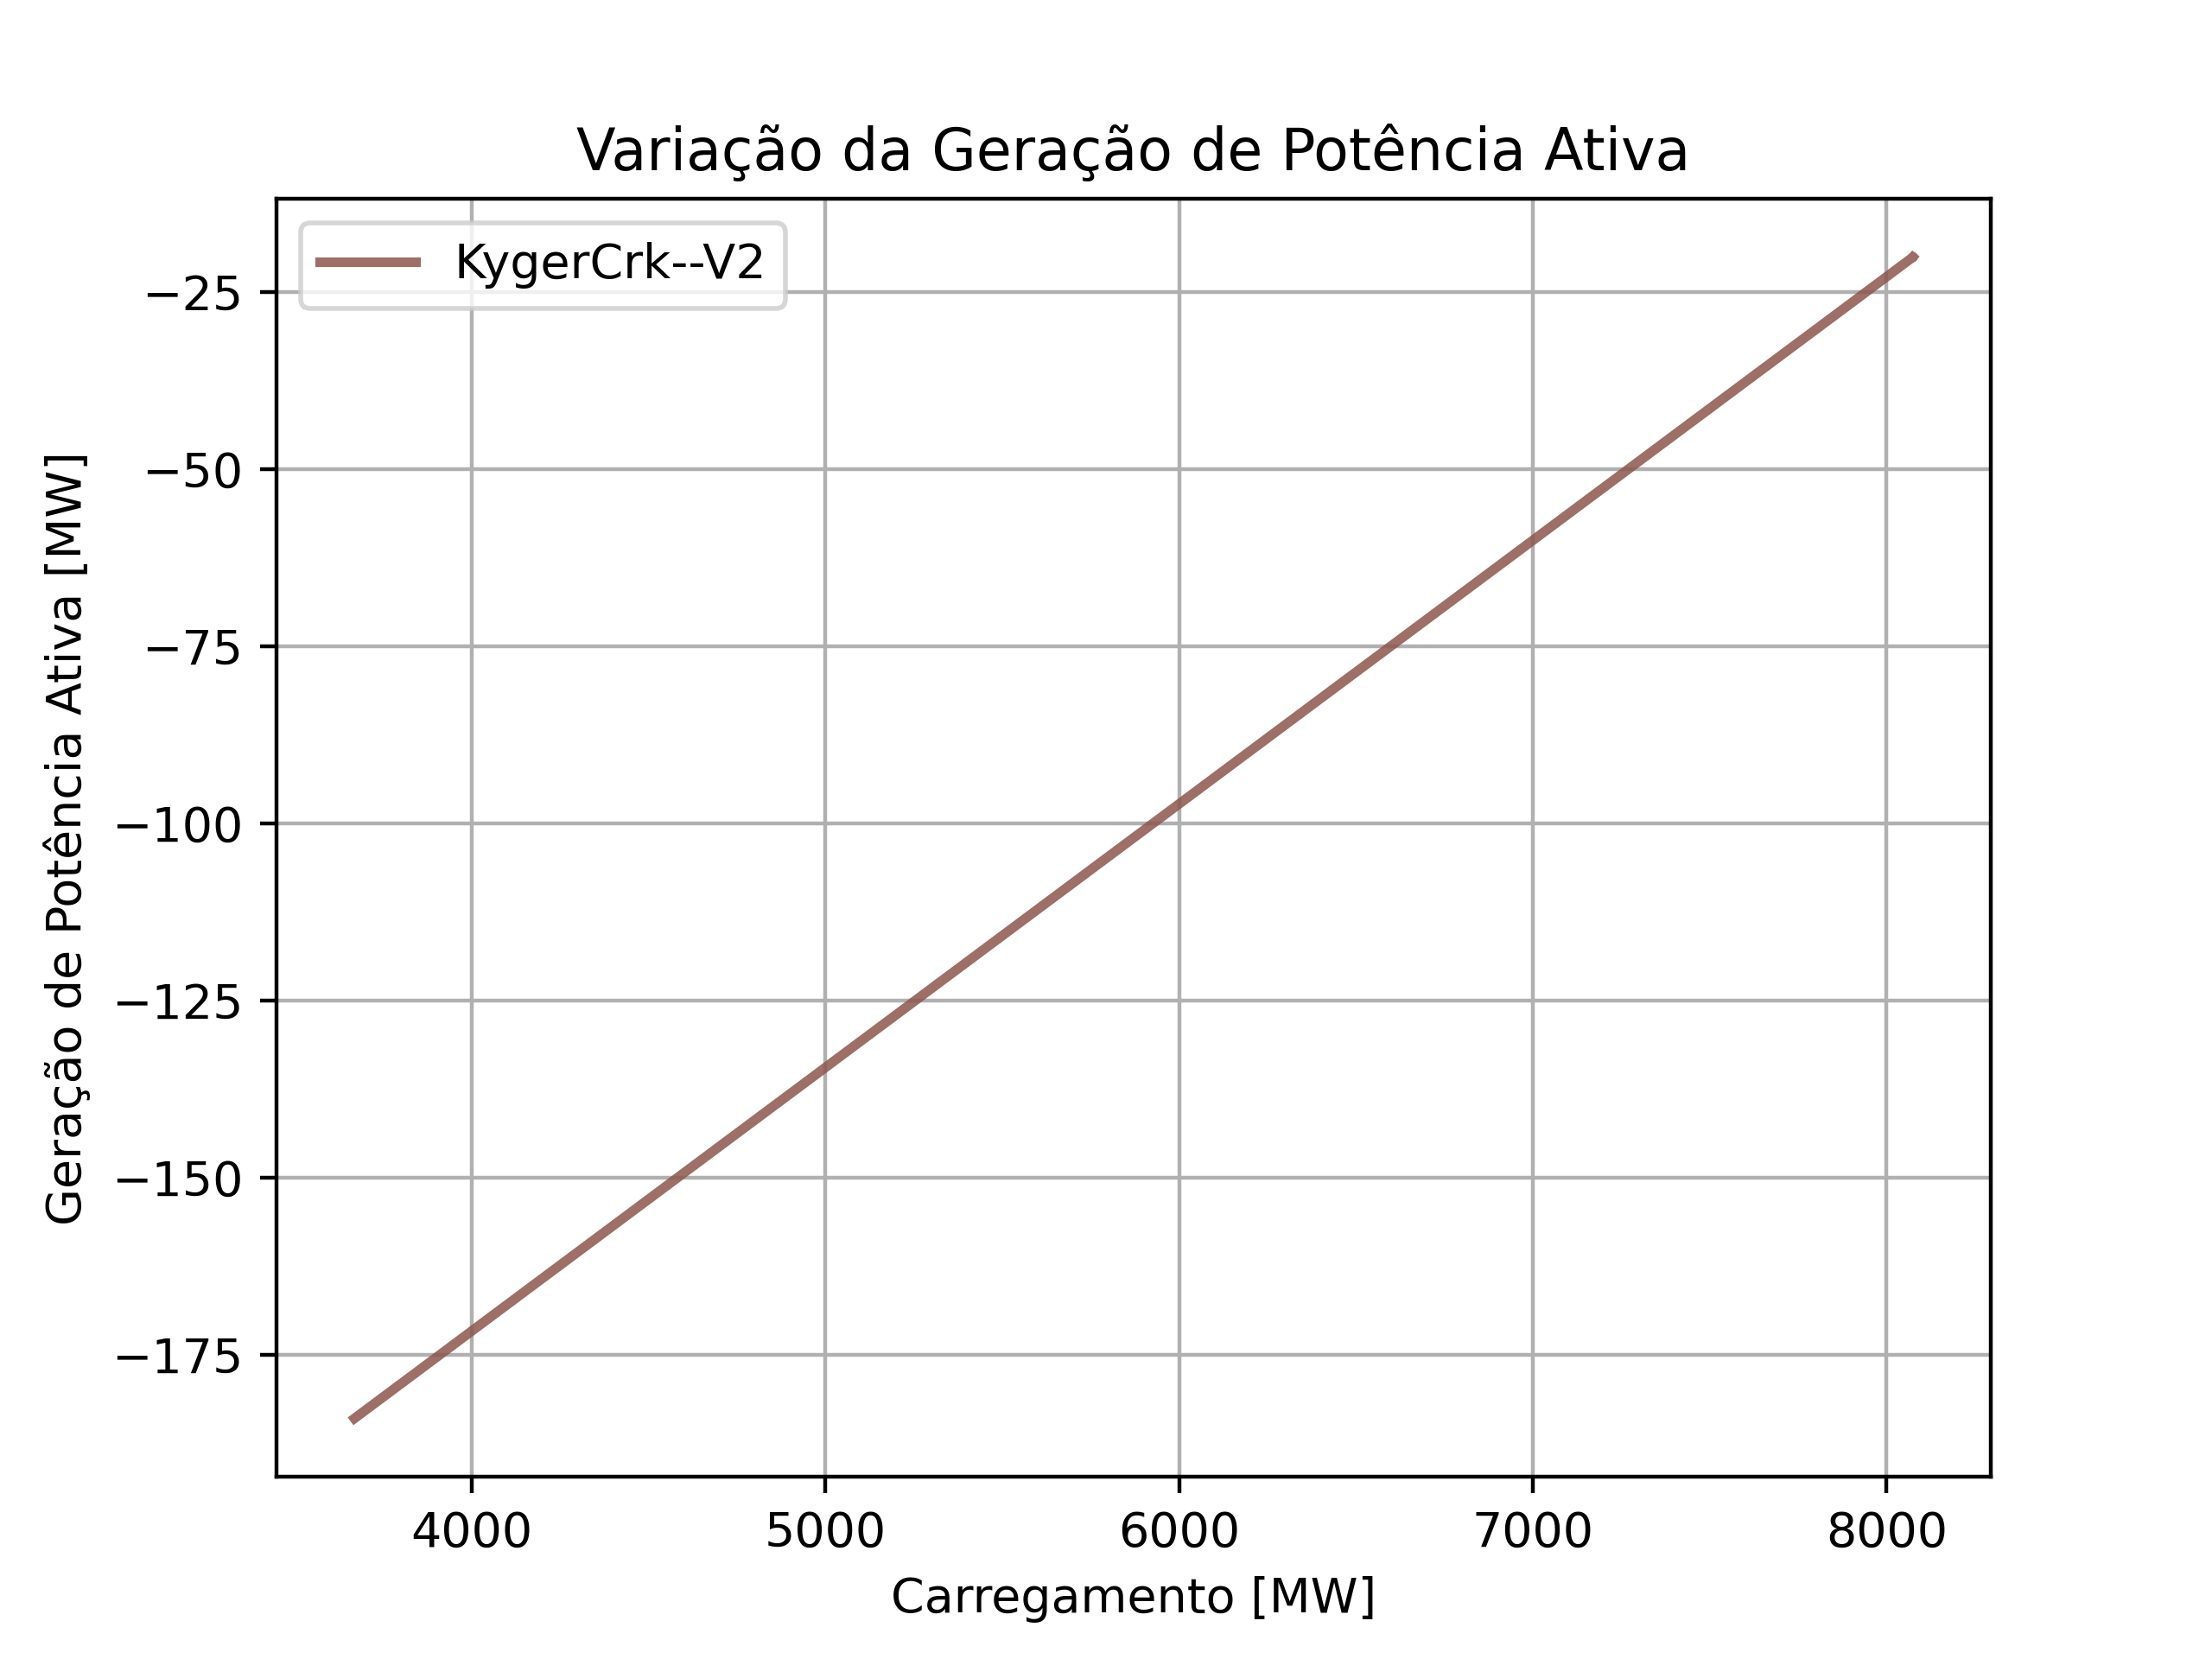 Variação da Geração de Potência Ativa
KygerCrk--V2
Geração de Potência Ativa [MW]
−25
−50
−75
−100
−125
−150
−175
4000 5000 6000 7000 8000
Carregamento [MW]